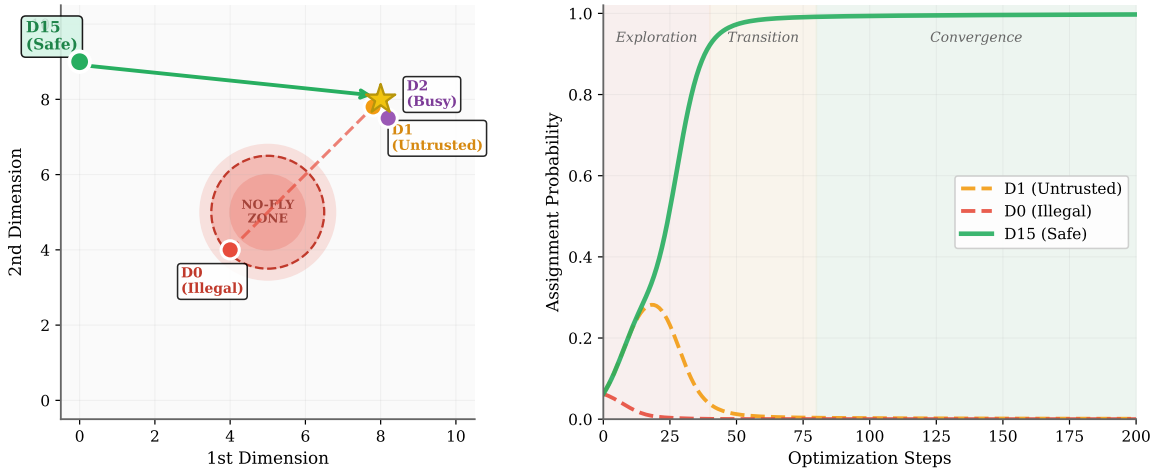 D15
(Safe)
D2
(Busy)
D1
(Untrusted)
NO-FLY
ZONE
D0
(Illegal)
8
6
4
2
0
0
2
4
6
8
10
2nd Dimension
1st Dimension
Exploration
Transition
Convergence
1.0
0.8
0.6
0.4
0.2
0.0
Assignment Probability
D1 (Untrusted)
D0 (Illegal)
D15 (Safe)
0
25
50
75
100
125
150
175
200
Optimization Steps